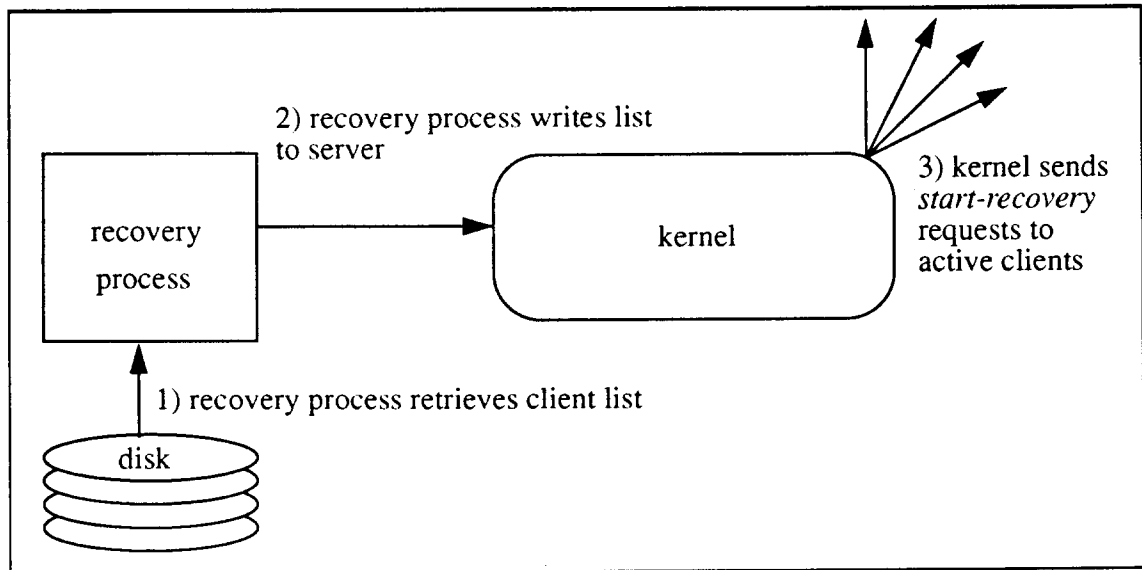 2) recovery process writes list
to server
recovery
process
kernel
3) kernel sends
start-recovery
requests to
active clients
1) recovery process retrieves client list
disk